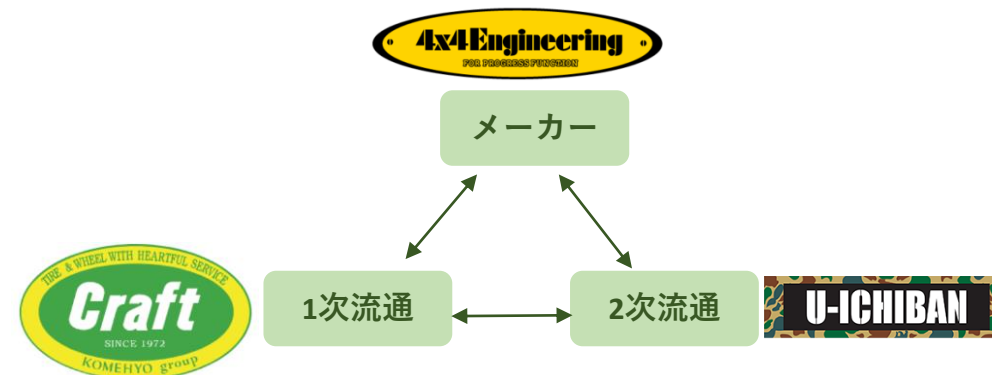 4x4Engineering
FOR PROGRESS FUNCTION
メーカー
TIRE & WHEEL WITH HEARTFUL SERVICE
Craft
SINCE 1972
KOMEHYO group
1次流通
2次流通
U-ICHIBAN